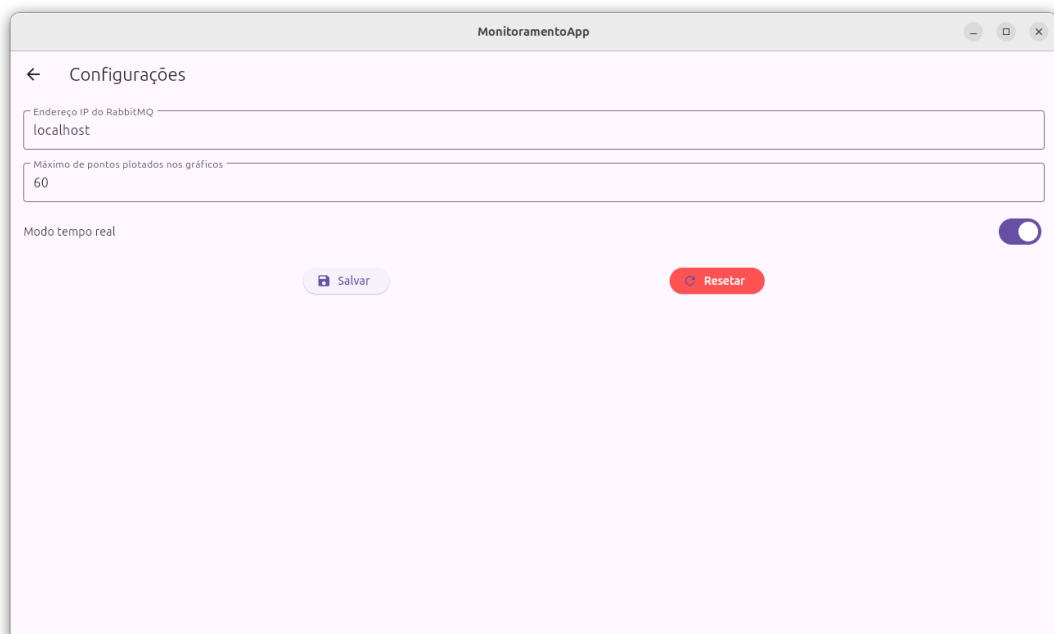 MonitoramentoApp
Configurações
Endereço IP do RabbitMQ
localhost
Máximo de pontos plotados nos gráficos
60
Modo tempo real
Salvar
Resetar